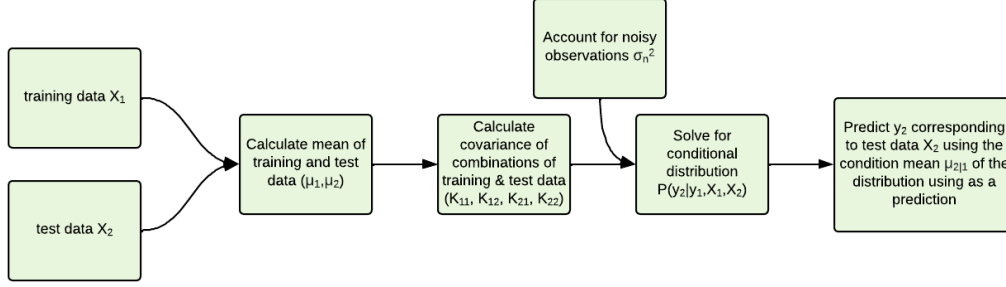 training data X₁
test data X₂
Calculate mean of
training and test
data (μ₁,μ₂)
Calculate
covariance of
combinations of
training & test data
(K₁₁, K₁₂, K₂₁, K₂₂)
Account for noisy
observations σₙ²
Solve for
conditional
distribution
P(y₂|y₁,X₁,X₂)
Predict y₂ corresponding
to test data X₂ using the
condition mean μ₂|₁ of the
distribution using as a
prediction